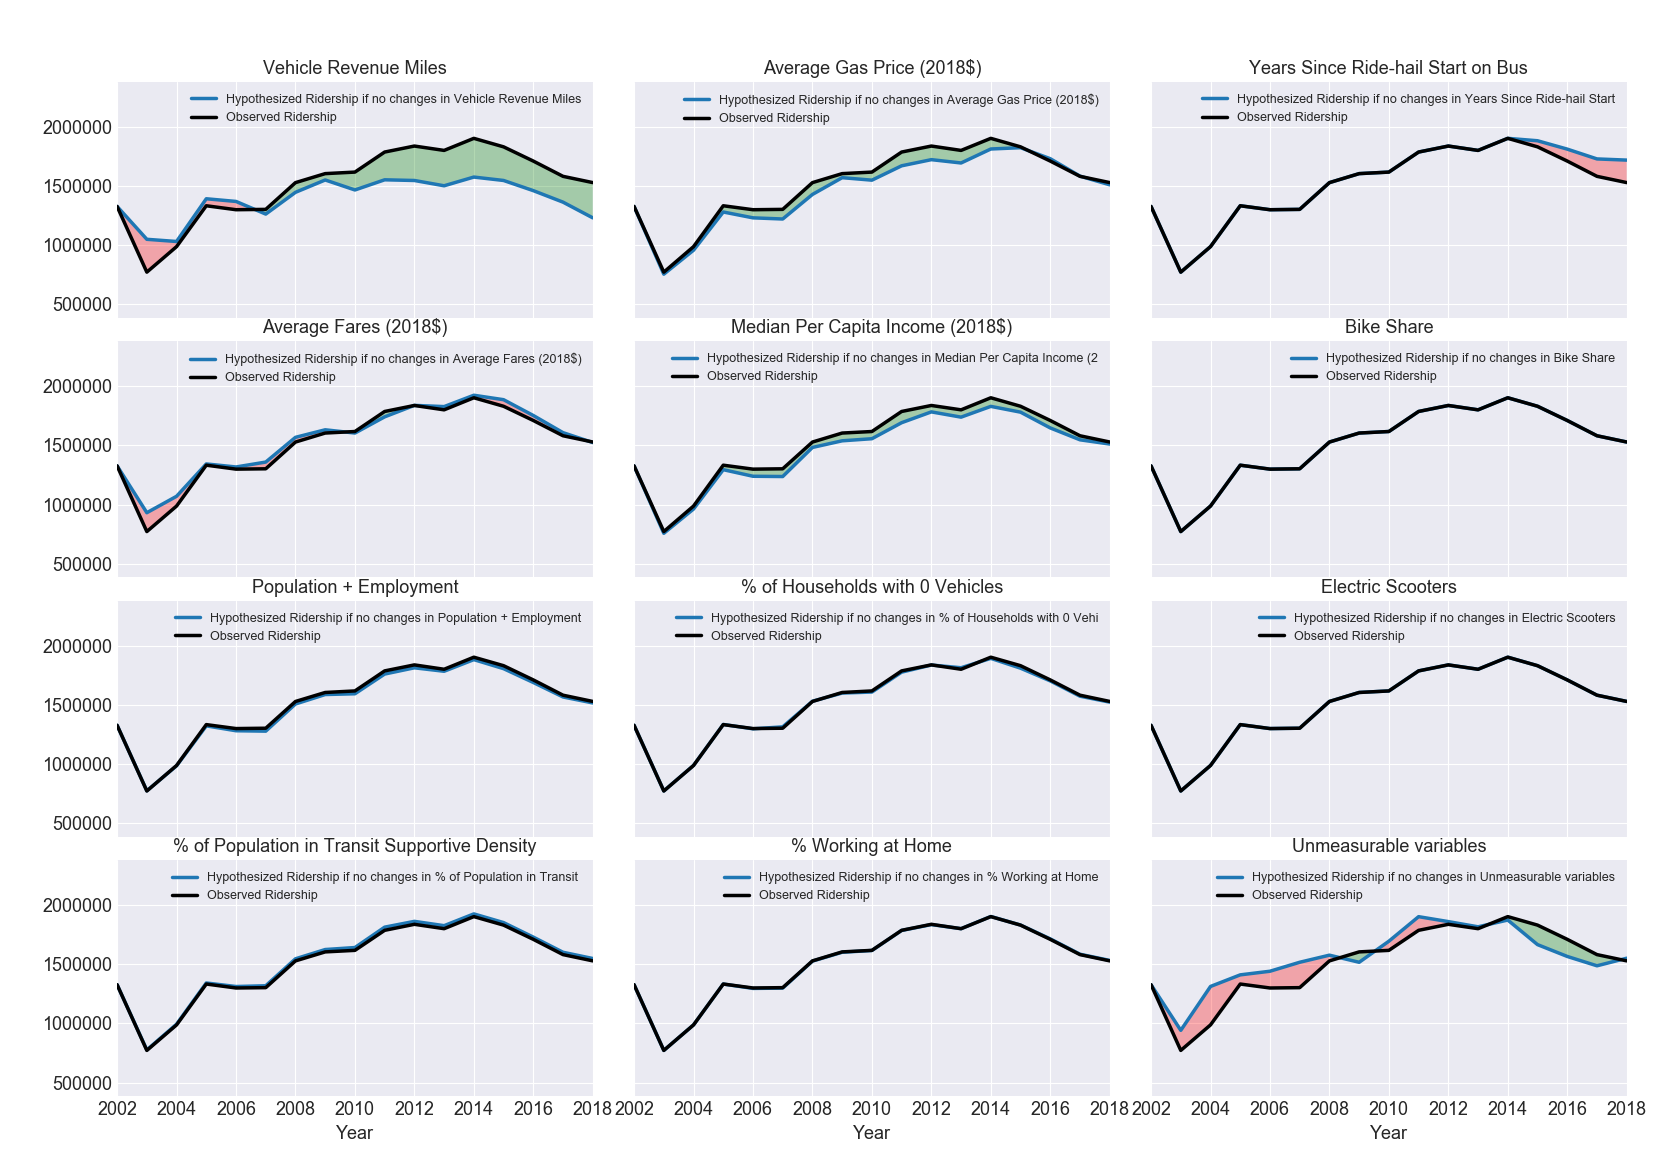 Vehicle Revenue Miles
Hypothesized Ridership if no changes in Vehicle Revenue Miles
Observed Ridership
2000000
1500000
1000000
500000
Average Gas Price (2018$)
Hypothesized Ridership if no changes in Average Gas Price (2018$)
Observed Ridership
Years Since Ride-hail Start on Bus
Hypothesized Ridership if no changes in Years Since Ride-hail Start
Observed Ridership
Average Fares (2018$)
Hypothesized Ridership if no changes in Average Fares (2018$)
Observed Ridership
2000000
1500000
1000000
500000
Median Per Capita Income (2018$)
Hypothesized Ridership if no changes in Median Per Capita Income (2
Observed Ridership
Bike Share
Hypothesized Ridership if no changes in Bike Share
Observed Ridership
Population + Employment
Hypothesized Ridership if no changes in Population + Employment
Observed Ridership
2000000
1500000
1000000
500000
% of Households with 0 Vehicles
Hypothesized Ridership if no changes in % of Households with 0 Vehi
Observed Ridership
Electric Scooters
Hypothesized Ridership if no changes in Electric Scooters
Observed Ridership
% of Population in Transit Supportive Density
Hypothesized Ridership if no changes in % of Population in Transit
Observed Ridership
2000000
1500000
1000000
500000
2002 2004 2006 2008 2010 2012 2014 2016 2018
Year
% Working at Home
Hypothesized Ridership if no changes in % Working at Home
Observed Ridership
2002 2004 2006 2008 2010 2012 2014 2016 2018
Year
Unmeasurable variables
Hypothesized Ridership if no changes in Unmeasurable variables
Observed Ridership
2002 2004 2006 2008 2010 2012 2014 2016 2018
Year